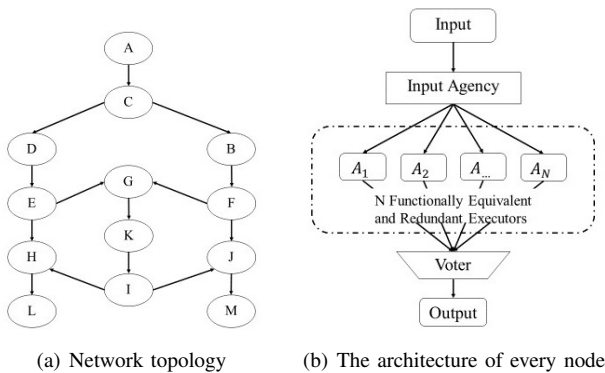 A
C
D
B
G
E
F
K
H
J
I
L
M
(a) Network topology
Input
Input Agency
A1 A2 A... AN
N Functionally Equivalent
and Redundant Executors
Voter
Output
(b) The architecture of every node